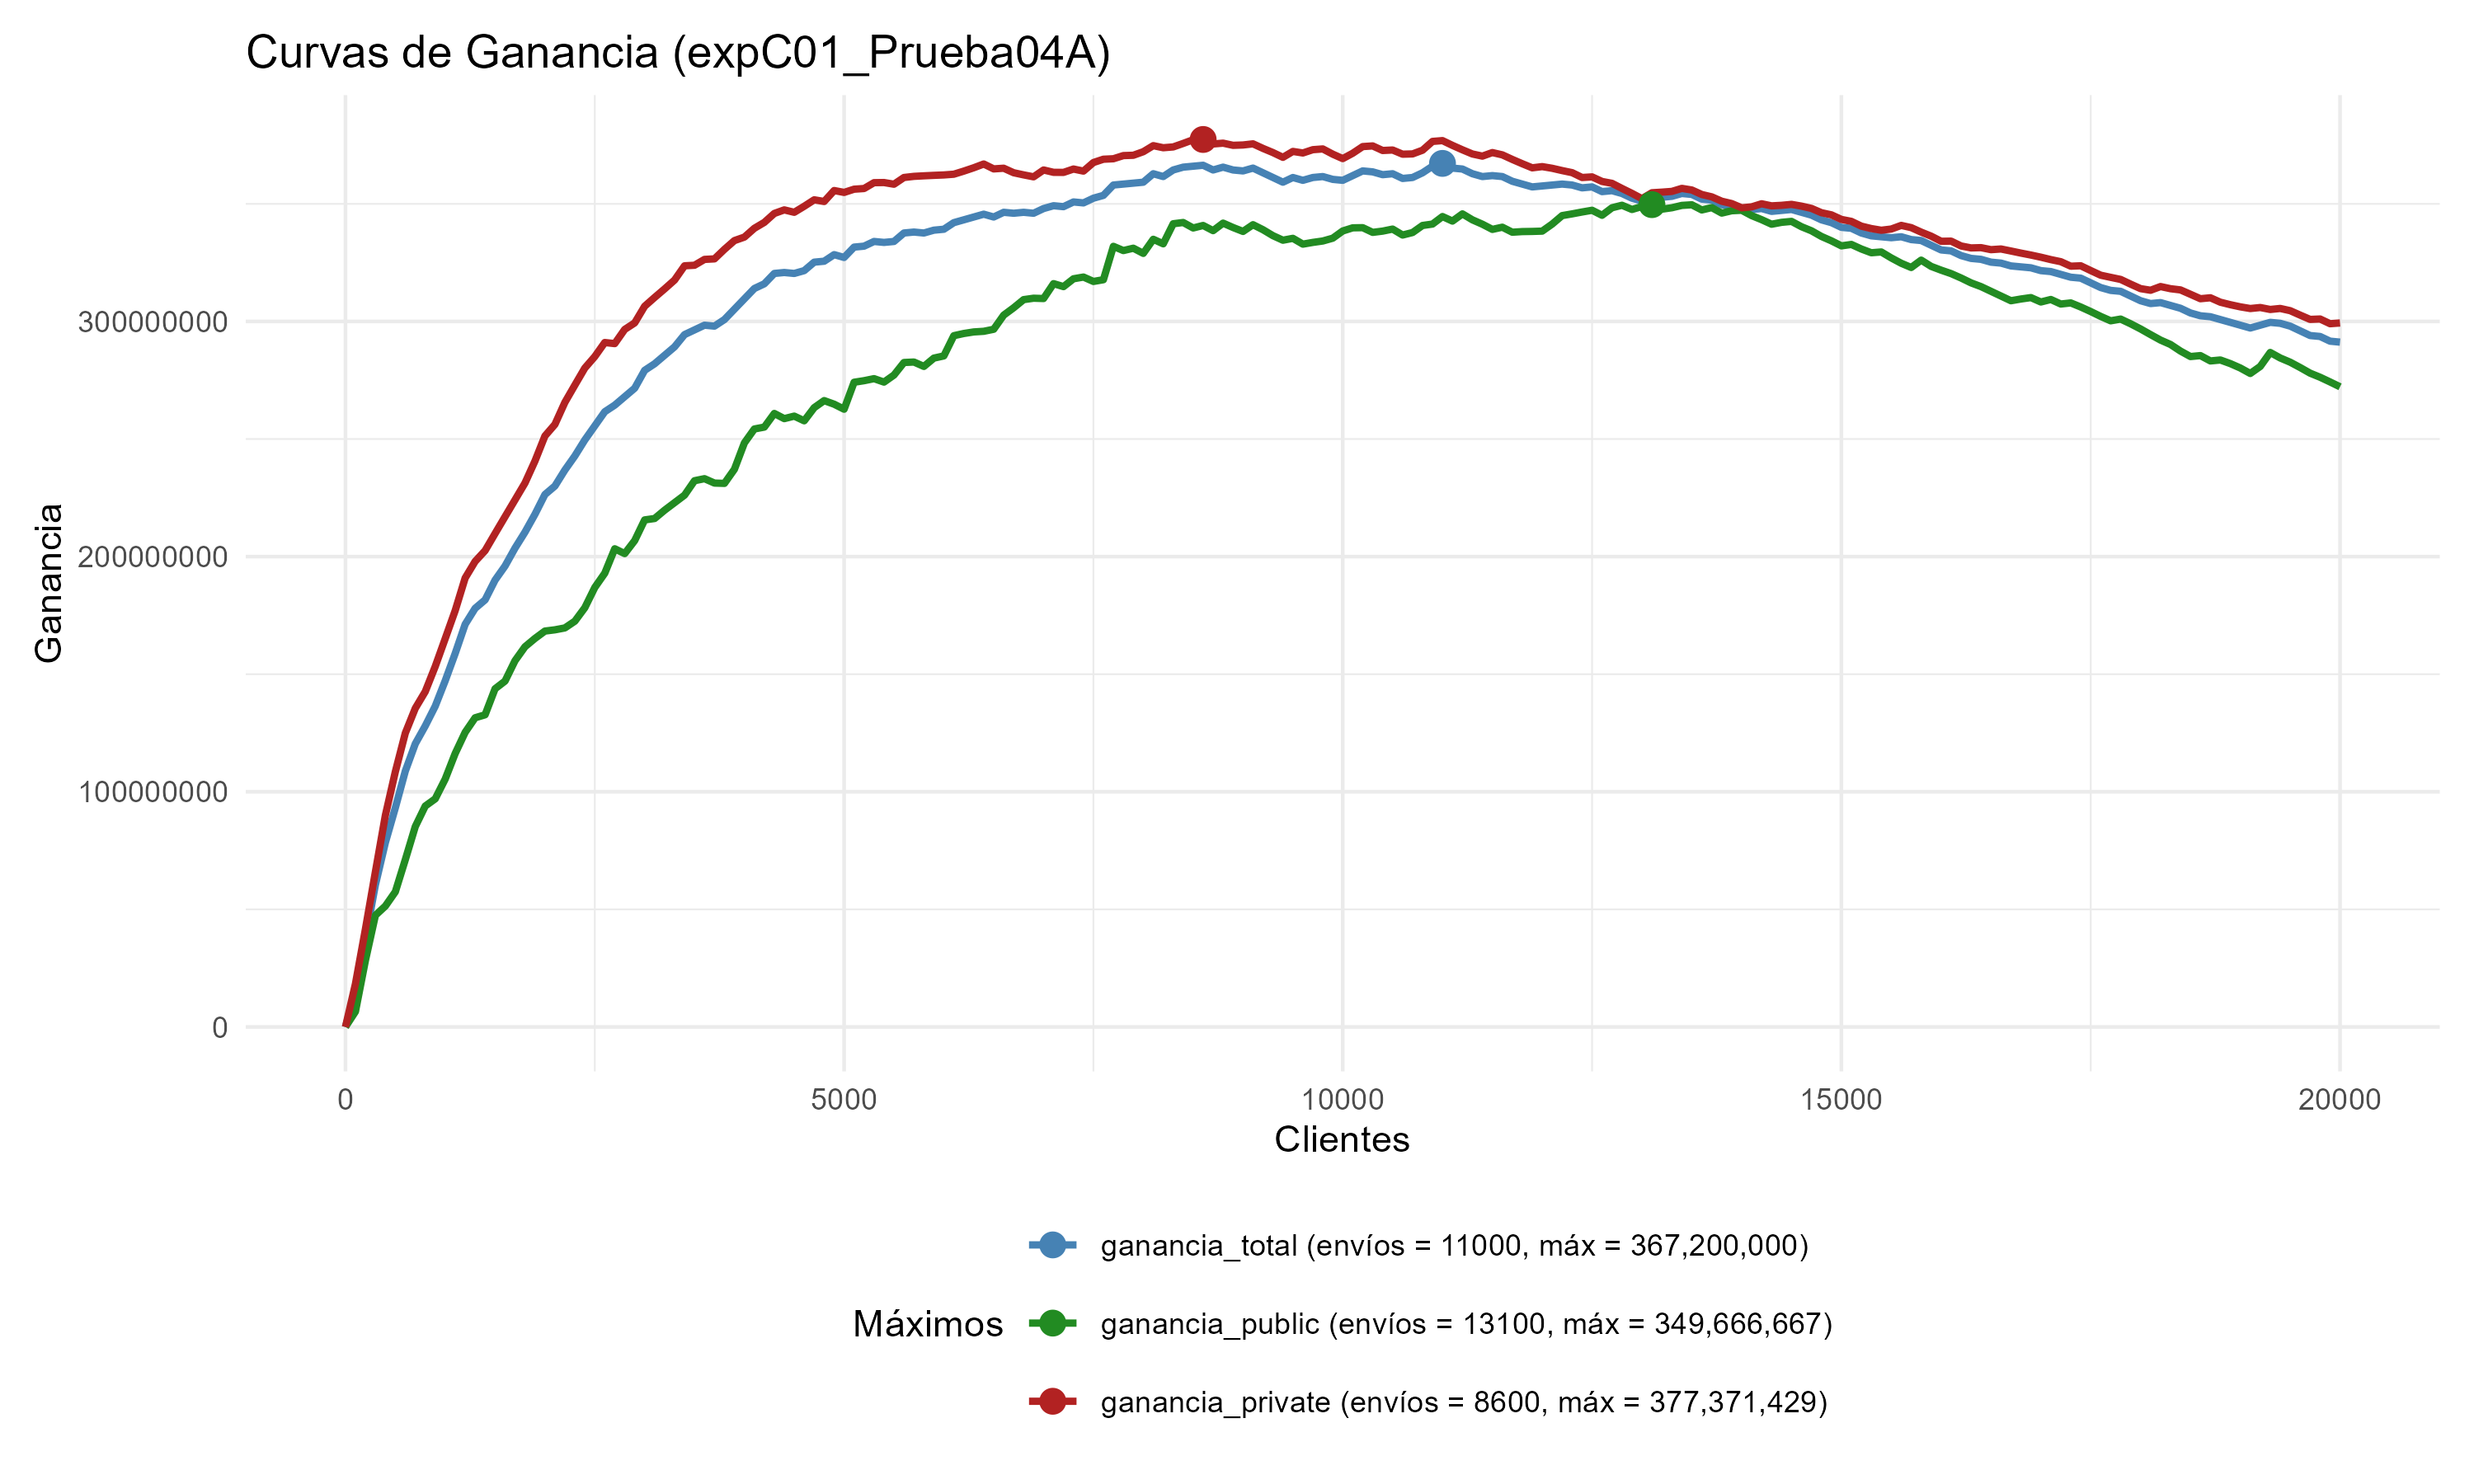 Curvas de Ganancia (expC01_Prueba04A)
Ganancia
300000000
200000000
100000000
0
0 5000 10000 15000 20000
Clientes
Máximos
ganancia_total (envíos = 11000, máx = 367,200,000)
ganancia_public (envíos = 13100, máx = 349,666,667)
ganancia_private (envíos = 8600, máx = 377,371,429)